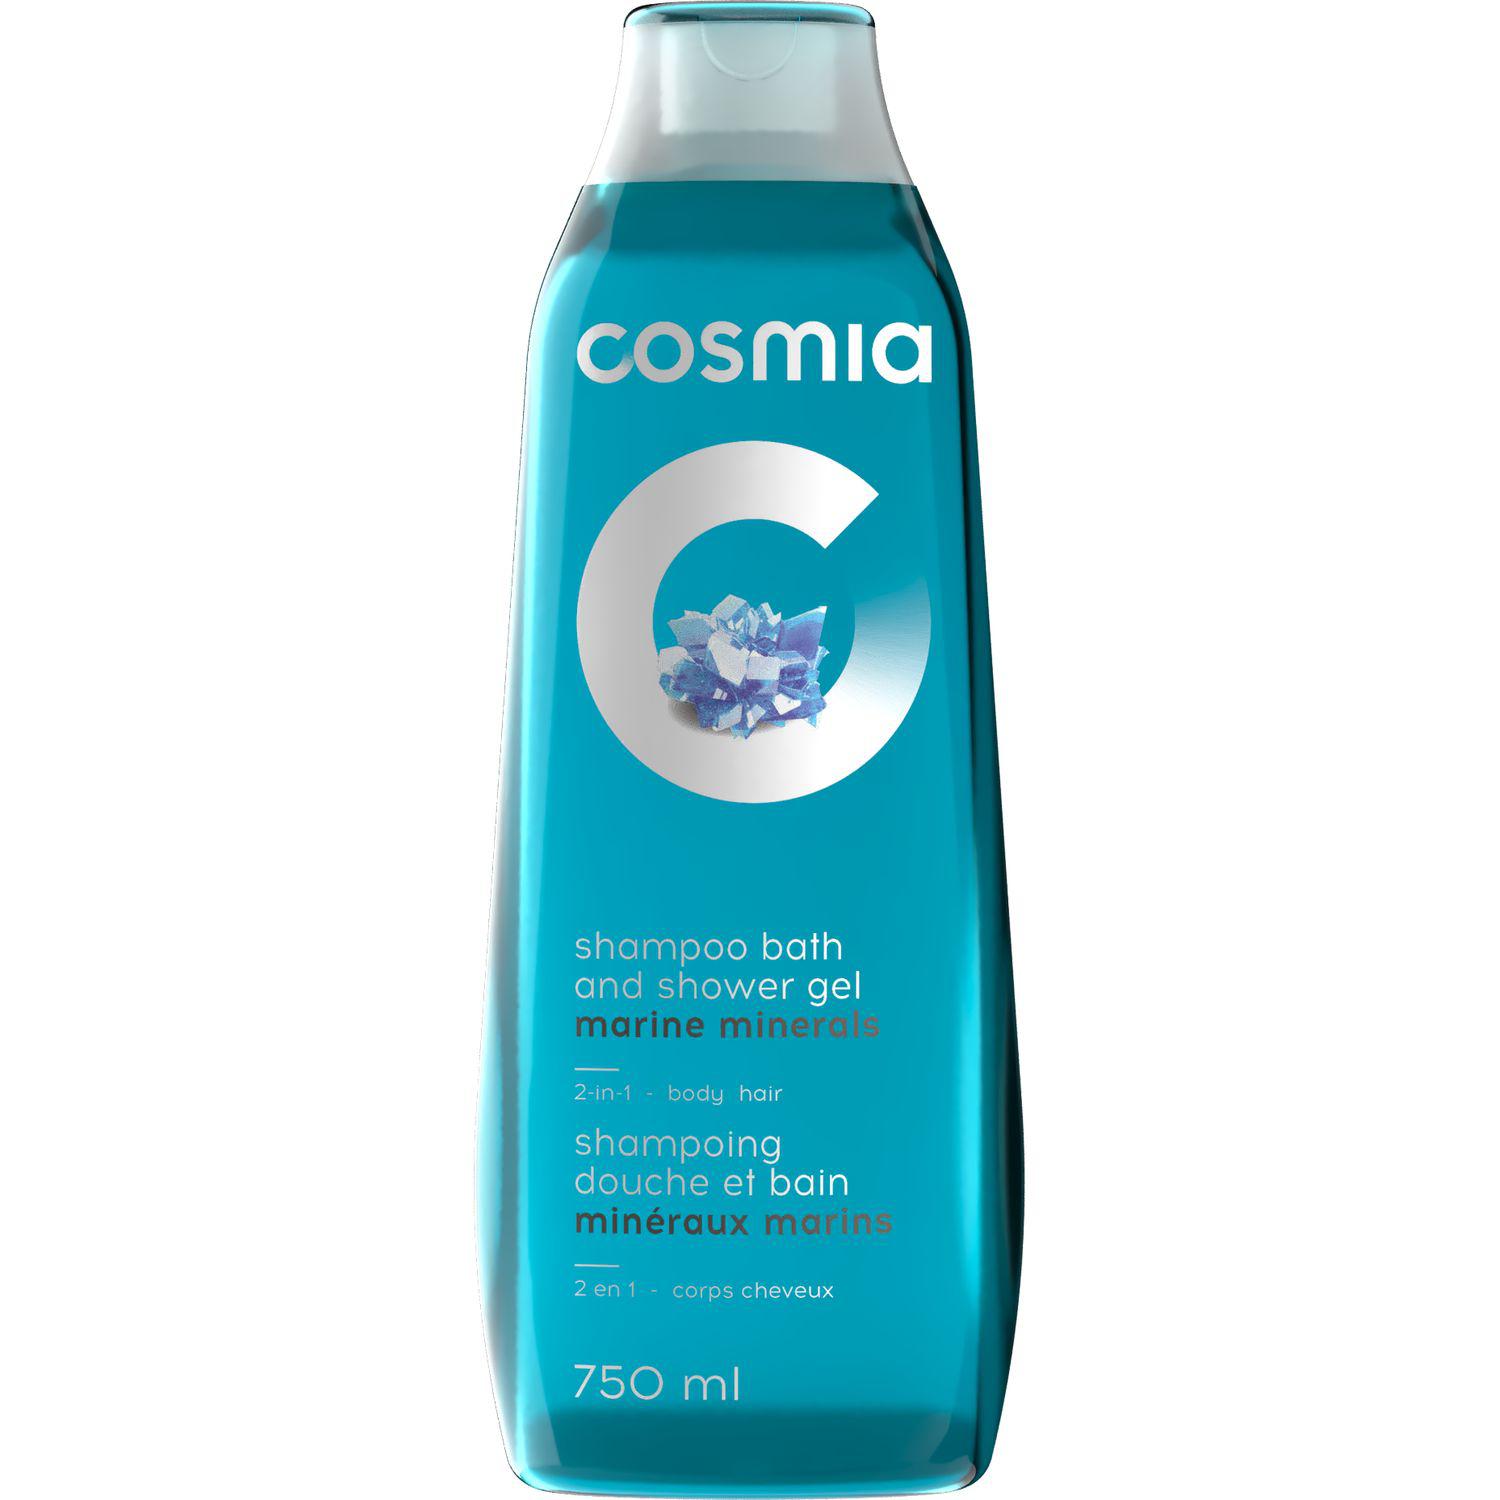 cosmia
shampoo bath
and shower gel
marine minerals
2-in-1 - body hair
shampoing
douche et bain
minéraux marins
2 en 1 - corps cheveux
750 ml